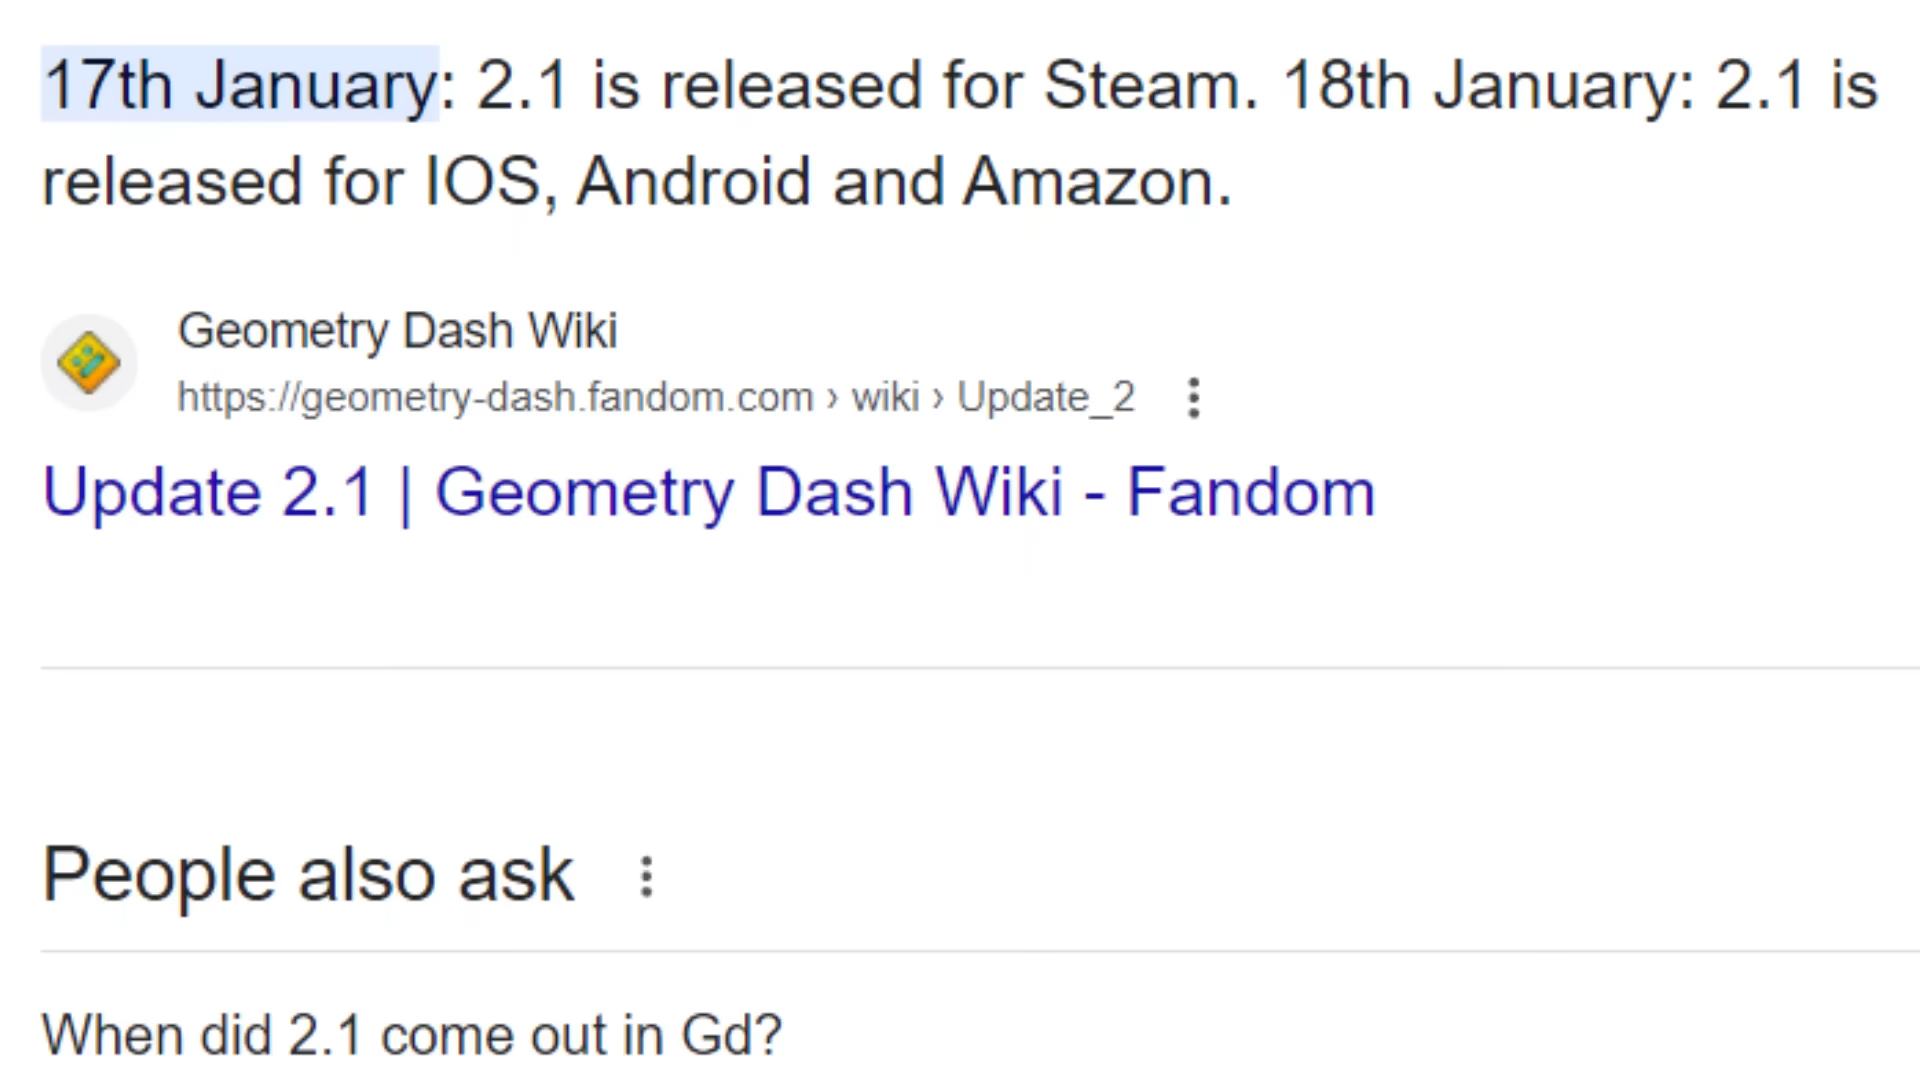 17th January: 2.1 is released for Steam. 18th January: 2.1 is
released for IOS, Android and Amazon.
Geometry Dash Wiki
https://geometry-dash.fandom.com › wiki › Update_2
Update 2.1 | Geometry Dash Wiki - Fandom
People also ask
When did 2.1 come out in Gd?